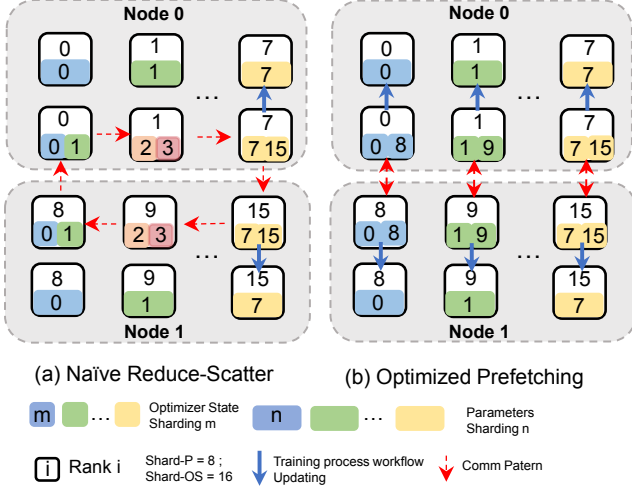 Node 0
0 1 7
0 1 ... 7
0 1 7
0 1 2 3 7 15
8 9 15
0 1 2 3 7 15
...
8 9 15
0 1 7
Node 1
(a) Naïve Reduce-Scatter
Node 0
0 1 7
0 1 ... 7
0 1 7
0 8 1 9 7 15
8 9 15
0 8 1 9 7 15
...
8 9 15
0 1 7
Node 1
(b) Optimized Prefetching
m ... Optimizer State
Sharding m
n ... Parameters
Sharding n
i Rank i
Shard-P = 8 ;
Shard-OS = 16
Training process workflow
Updating
Comm Patern